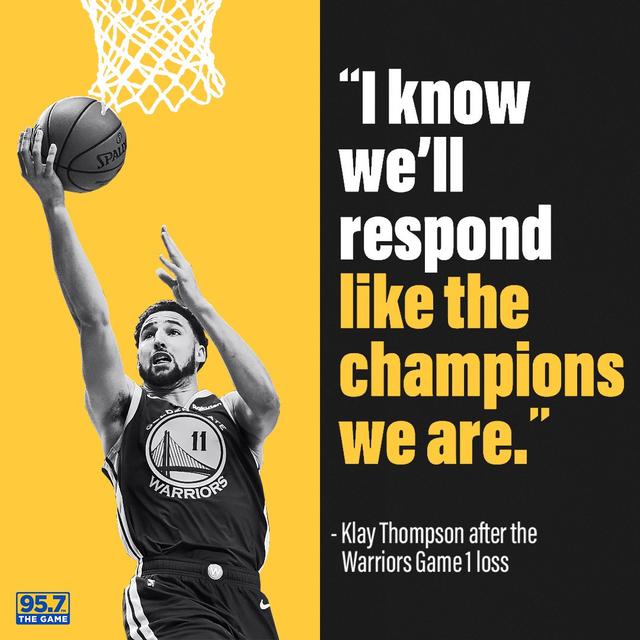 “I know
we’ll
respond
like the
champions
we are.”
- Klay Thompson after the
Warriors Game 1 loss
SPALD
11
WARRIORS
95.7
THE GAME